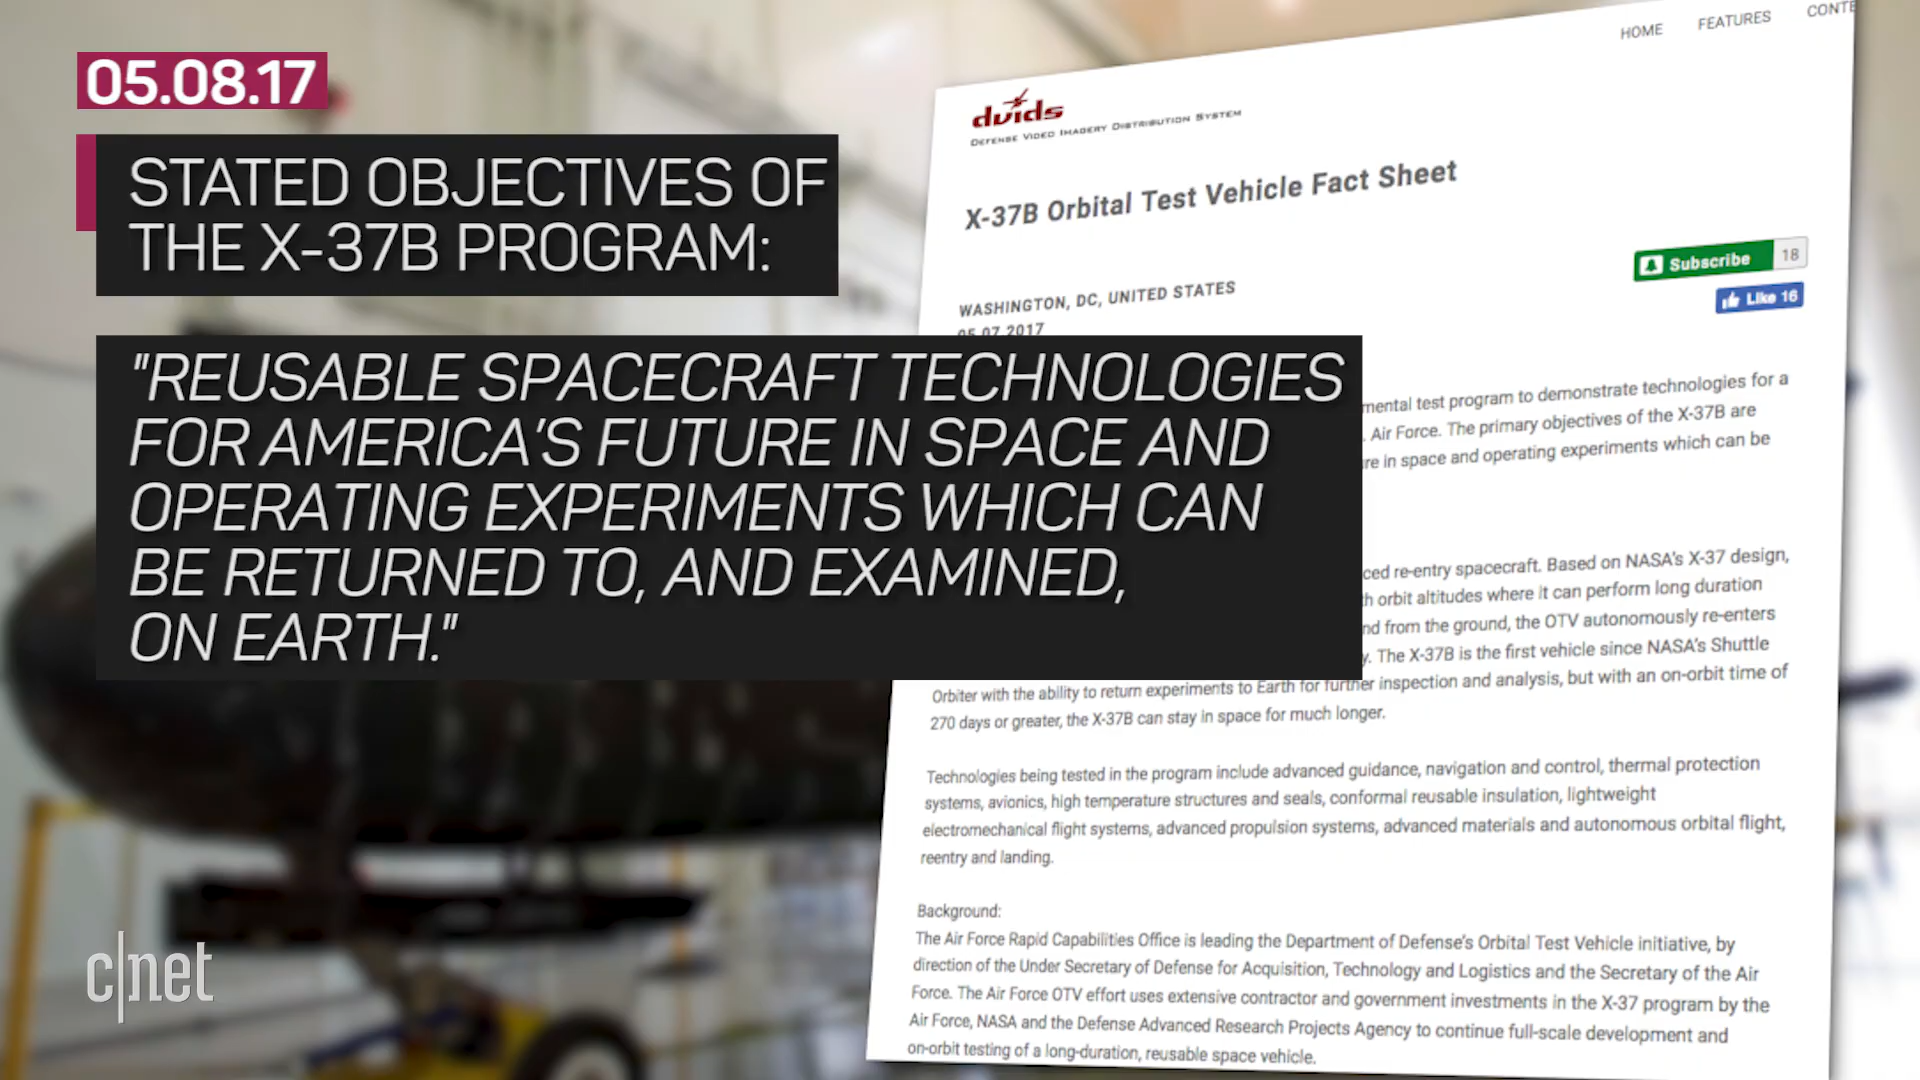 05.08.17
STATED OBJECTIVES OF
THE X-37B PROGRAM:
"REUSABLE SPACECRAFT TECHNOLOGIES
FOR AMERICA'S FUTURE IN SPACE AND
OPERATING EXPERIMENTS WHICH CAN
BE RETURNED TO, AND EXAMINED,
ON EARTH."
c|net
HOME FEATURES CONTE
dvids
DEFENSE VIDEO IMAGERY DISTRIBUTION SYSTEM
X-37B Orbital Test Vehicle Fact Sheet
Subscribe 18
Like 16
WASHINGTON, DC, UNITED STATES
05.07.2017
mental test program to demonstrate technologies for a
. Air Force. The primary objectives of the X-37B are
re in space and operating experiments which can be
ced re-entry spacecraft. Based on NASA's X-37 design,
h orbit altitudes where it can perform long duration
nd from the ground, the OTV autonomously re-enters
y. The X-37B is the first vehicle since NASA's Shuttle
Orbiter with the ability to return experiments to Earth for further inspection and analysis, but with an on-orbit time of
270 days or greater, the X-37B can stay in space for much longer.
Technologies being tested in the program include advanced guidance, navigation and control, thermal protection
systems, avionics, high temperature structures and seals, conformal reusable insulation, lightweight
electromechanical flight systems, advanced propulsion systems, advanced materials and autonomous orbital flight,
reentry and landing.
Background:
The Air Force Rapid Capabilities Office is leading the Department of Defense's Orbital Test Vehicle initiative, by
direction of the Under Secretary of Defense for Acquisition, Technology and Logistics and the Secretary of the Air
Force. The Air Force OTV effort uses extensive contractor and government investments in the X-37 program by the
Air Force, NASA and the Defense Advanced Research Projects Agency to continue full-scale development and
on-orbit testing of a long-duration, reusable space vehicle.